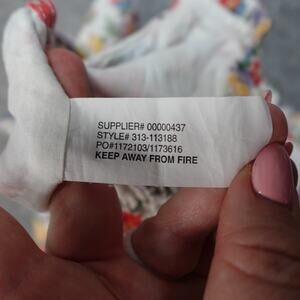 SUPPLIER# 00000437
STYLE# 313-113188
PO#1172103/1173616
KEEP AWAY FROM FIRE